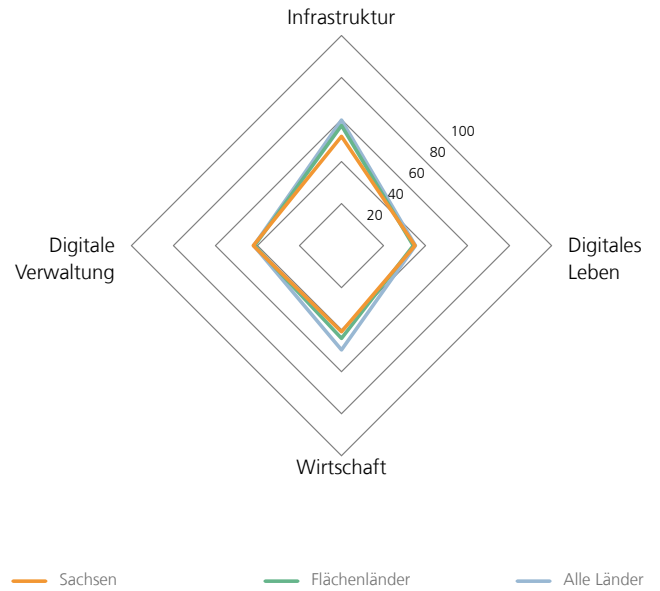 Infrastruktur
100
80
60
40
20
Digitale
Verwaltung
Digitales
Leben
Wirtschaft
Sachsen
Flächenländer
Alle Länder